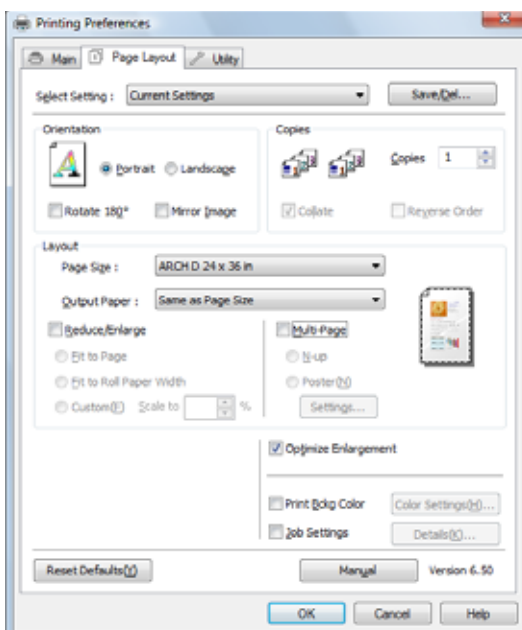 Printing Preferences
Main Page Layout Utility
Select Setting : Current Settings Save/Del...
Orientation Copies
Portrait Landscape Copies 1
Rotate 180° Mirror Image Collate Reverse Order
Layout
Page Size : ARCH D 24 x 36 in
Output Paper : Same as Page Size
Reduce/Enlarge Multi-Page
Fit to Page N-up
Fit to Roll Paper Width Poster(N)
Custom(F) Scale to % Settings...
Optimize Enlargement
Print Bckg Color Color Settings(H)...
Job Settings Details(K)...
Reset Defaults(Y) Manual Version 6.50
OK Cancel Help